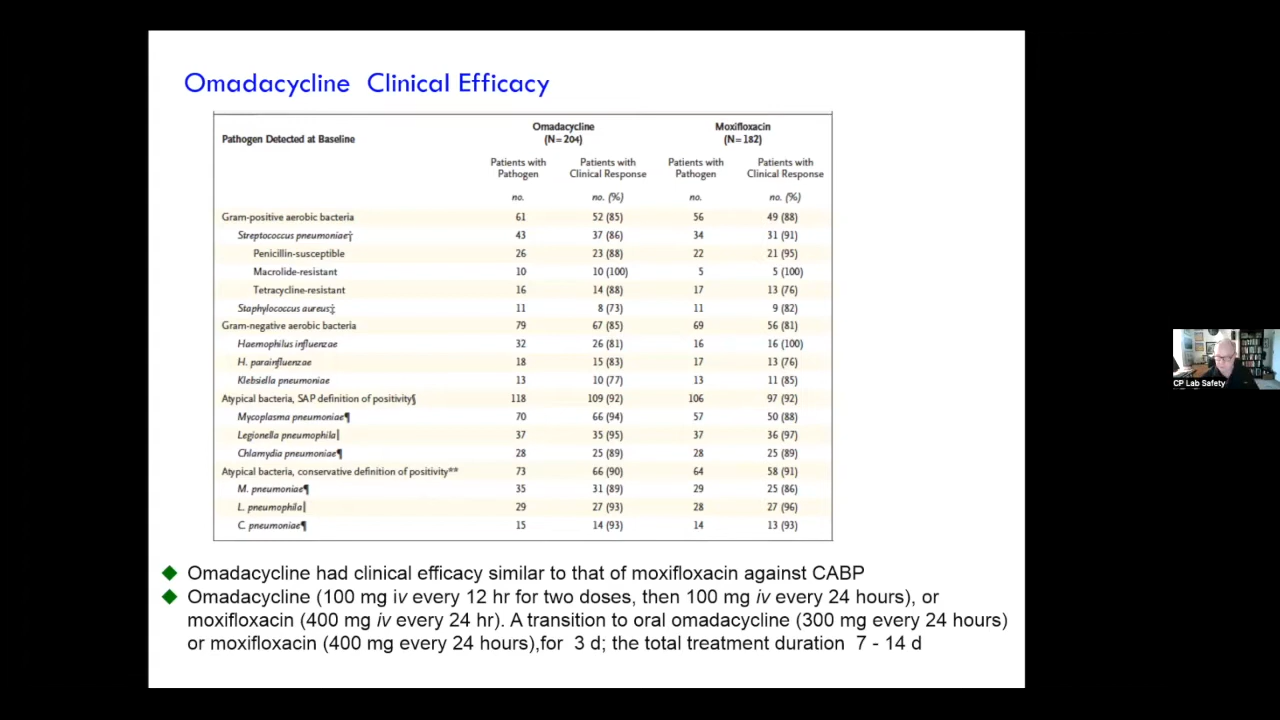 Omadacycline Clinical Efficacy
Omadacycline Moxifloxacin
Pathogen Detected at Baseline (N=204) (N=182)
Patients with Patients with Patients with Patients with
Pathogen Clinical Response Pathogen Clinical Response
no. no. (%) no. no. (%)
Gram-positive aerobic bacteria 61 52 (85) 56 49 (88)
Streptococcus pneumoniae† 43 37 (86) 34 31 (91)
Penicillin-susceptible 26 23 (88) 22 21 (95)
Macrolide-resistant 10 10 (100) 5 5 (100)
Tetracycline-resistant 16 14 (88) 17 13 (76)
Staphylococcus aureus‡ 11 8 (73) 11 9 (82)
Gram-negative aerobic bacteria 79 67 (85) 69 56 (81)
Haemophilus influenzae 32 26 (81) 16 16 (100)
H. parainfluenzae 18 15 (83) 17 13 (76)
Klebsiella pneumoniae 13 10 (77) 13 11 (85)
Atypical bacteria, SAP definition of positivity§ 118 109 (92) 106 97 (92)
Mycoplasma pneumoniae¶ 70 66 (94) 57 50 (88)
Legionella pneumophila‖ 37 35 (95) 37 36 (97)
Chlamydia pneumoniae¶ 28 25 (89) 28 25 (89)
Atypical bacteria, conservative definition of positivity** 73 66 (90) 64 58 (91)
M. pneumoniae¶ 35 31 (89) 29 25 (86)
L. pneumophila‖ 29 27 (93) 28 27 (96)
C. pneumoniae¶ 15 14 (93) 14 13 (93)
Omadacycline had clinical efficacy similar to that of moxifloxacin against CABP
Omadacycline (100 mg iv every 12 hr for two doses, then 100 mg iv every 24 hours), or
moxifloxacin (400 mg iv every 24 hr). A transition to oral omadacycline (300 mg every 24 hours)
or moxifloxacin (400 mg every 24 hours),for 3 d; the total treatment duration 7 - 14 d
CP Lab Safety